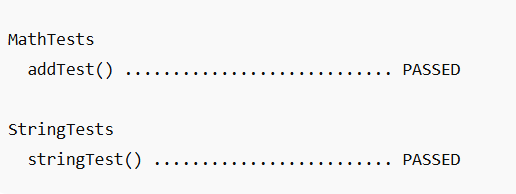 MathTests
addTest() ............................ PASSED
StringTests
stringTest() ......................... PASSED